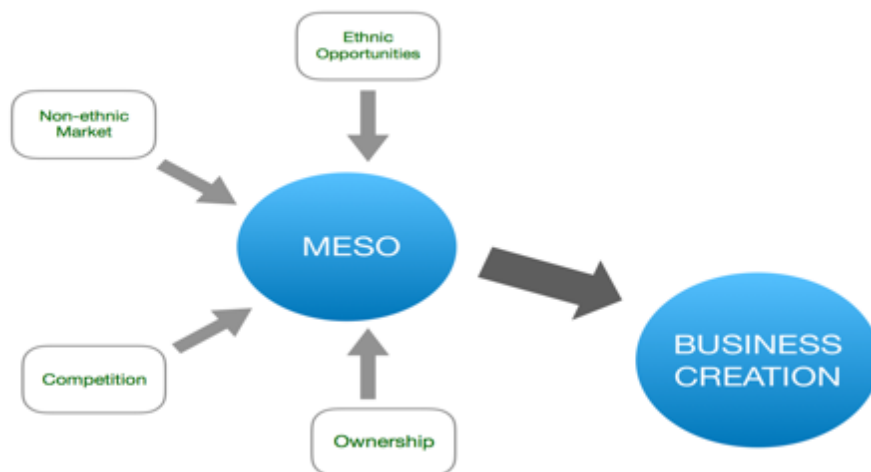 Ethnic
Opportunities
Non-ethnic
Market
MESO
BUSINESS
CREATION
Competition
Ownership